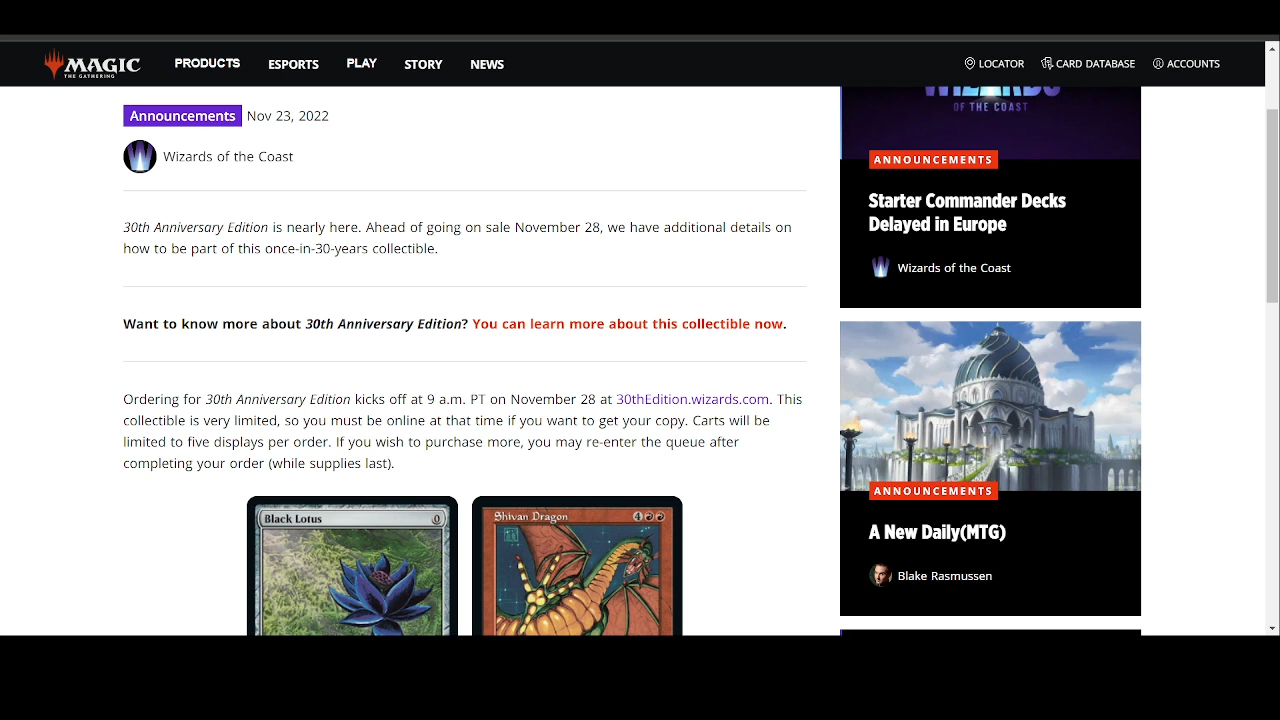 MAGIC
THE GATHERING
PRODUCTS ESPORTS PLAY STORY NEWS
LOCATOR CARD DATABASE ACCOUNTS
Announcements Nov 23, 2022
Wizards of the Coast
30th Anniversary Edition is nearly here. Ahead of going on sale November 28, we have additional details on
how to be part of this once-in-30-years collectible.
Want to know more about 30th Anniversary Edition? You can learn more about this collectible now.
Ordering for 30th Anniversary Edition kicks off at 9 a.m. PT on November 28 at 30thEdition.wizards.com. This
collectible is very limited, so you must be online at that time if you want to get your copy. Carts will be
limited to five displays per order. If you wish to purchase more, you may re-enter the queue after
completing your order (while supplies last).
Black Lotus 0
Shivan Dragon 4
WIZARDS
OF THE COAST
ANNOUNCEMENTS
Starter Commander Decks
Delayed in Europe
Wizards of the Coast
ANNOUNCEMENTS
A New Daily(MTG)
Blake Rasmussen